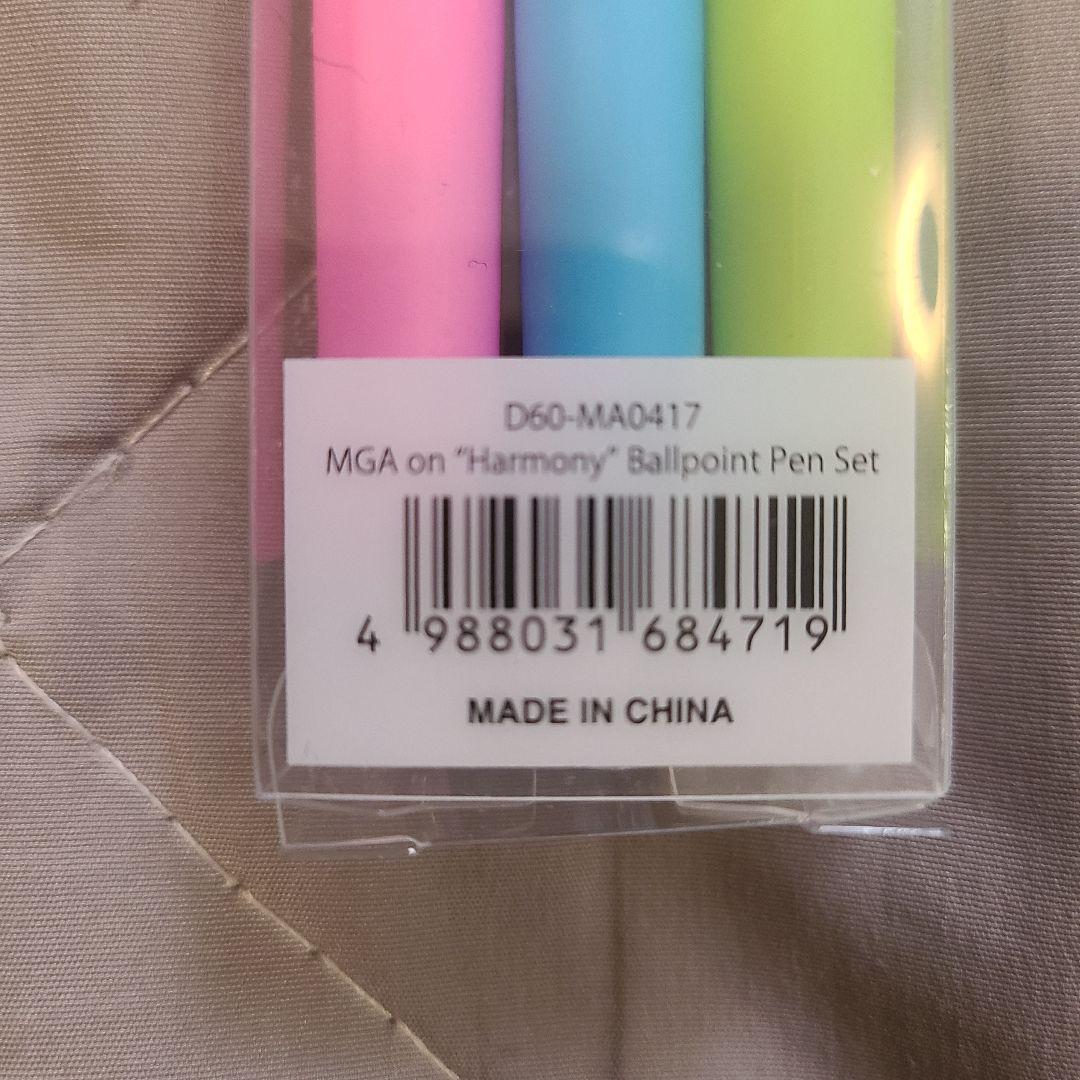 D60-MA0417
MGA on “Harmony” Ballpoint Pen Set
4 988031 684719
MADE IN CHINA